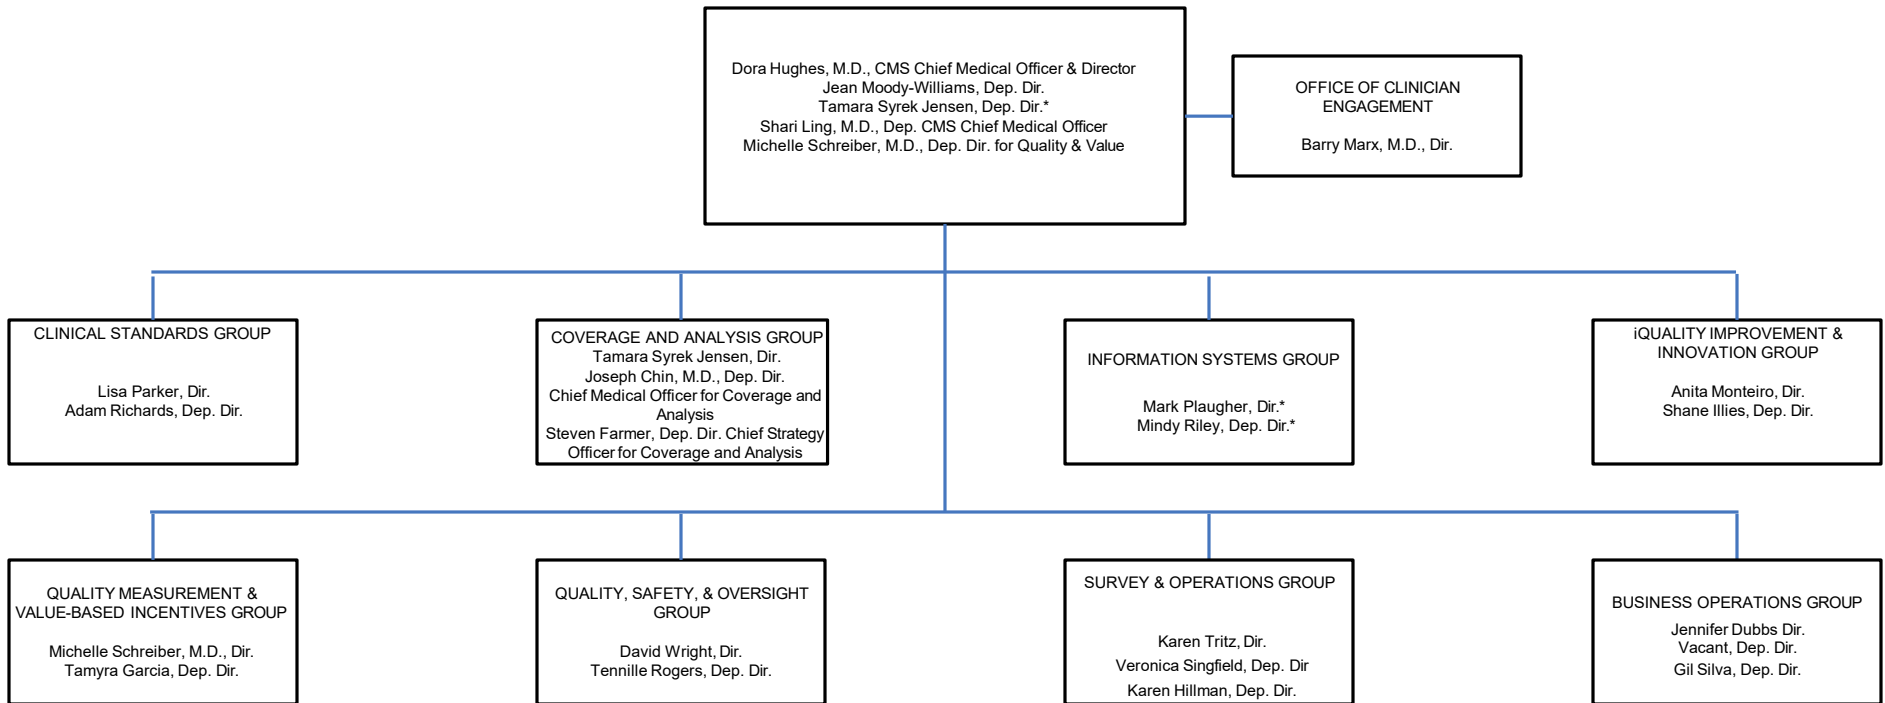 Dora Hughes, M.D., CMS Chief Medical Officer & Director
Jean Moody-Williams, Dep. Dir.
Tamara Syrek Jensen, Dep. Dir.*
Shari Ling, M.D., Dep. CMS Chief Medical Officer
Michelle Schreiber, M.D., Dep. Dir. for Quality & Value
OFFICE OF CLINICIAN
ENGAGEMENT
Barry Marx, M.D., Dir.
CLINICAL STANDARDS GROUP
Lisa Parker, Dir.
Adam Richards, Dep. Dir.
COVERAGE AND ANALYSIS GROUP
Tamara Syrek Jensen, Dir.
Joseph Chin, M.D., Dep. Dir.
Chief Medical Officer for Coverage and
Analysis
Steven Farmer, Dep. Dir. Chief Strategy
Officer for Coverage and Analysis
INFORMATION SYSTEMS GROUP
Mark Plaugher, Dir.*
Mindy Riley, Dep. Dir.*
iQUALITY IMPROVEMENT &
INNOVATION GROUP
Anita Monteiro, Dir.
Shane Illies, Dep. Dir.
QUALITY MEASUREMENT &
VALUE-BASED INCENTIVES GROUP
Michelle Schreiber, M.D., Dir.
Tamyra Garcia, Dep. Dir.
QUALITY, SAFETY, & OVERSIGHT
GROUP
David Wright, Dir.
Tennille Rogers, Dep. Dir.
SURVEY & OPERATIONS GROUP
Karen Tritz, Dir.
Veronica Singfield, Dep. Dir
Karen Hillman, Dep. Dir.
BUSINESS OPERATIONS GROUP
Jennifer Dubbs Dir.
Vacant, Dep. Dir.
Gil Silva, Dep. Dir.